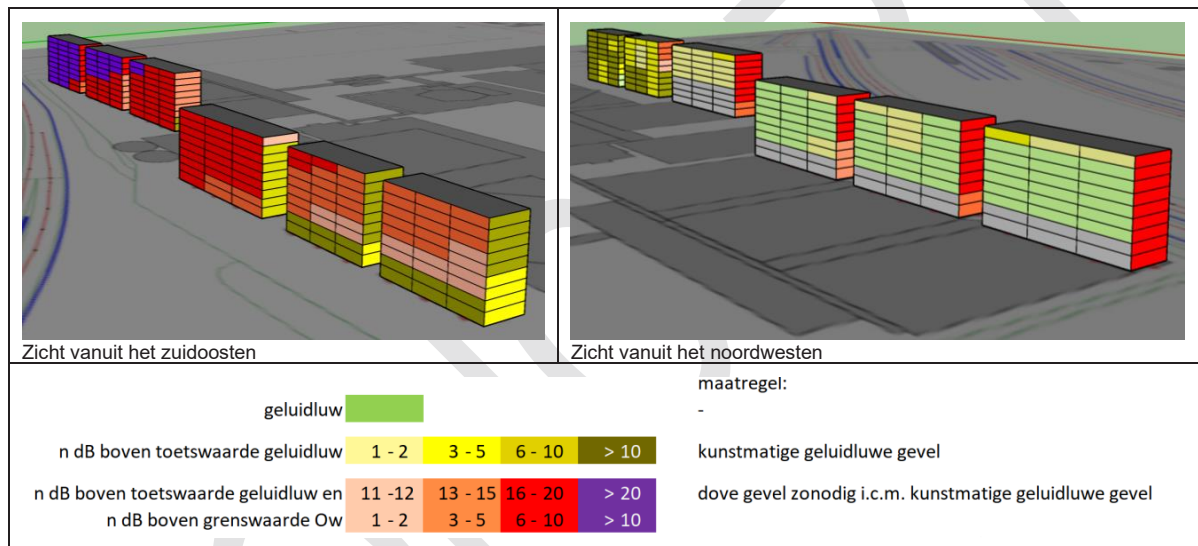 Zicht vanuit het zuidoosten
Zicht vanuit het noordwesten
maatregel:
geluidluw -
n dB boven toetswaarde geluidluw 1 - 2 3 - 5 6 - 10 > 10 kunstmatige geluidluwe gevel
n dB boven toetswaarde geluidluw en 11 -12 13 - 15 16 - 20 > 20 dove gevel zonodig i.c.m. kunstmatige geluidluwe gevel
n dB boven grenswaarde Ow 1 - 2 3 - 5 6 - 10 > 10